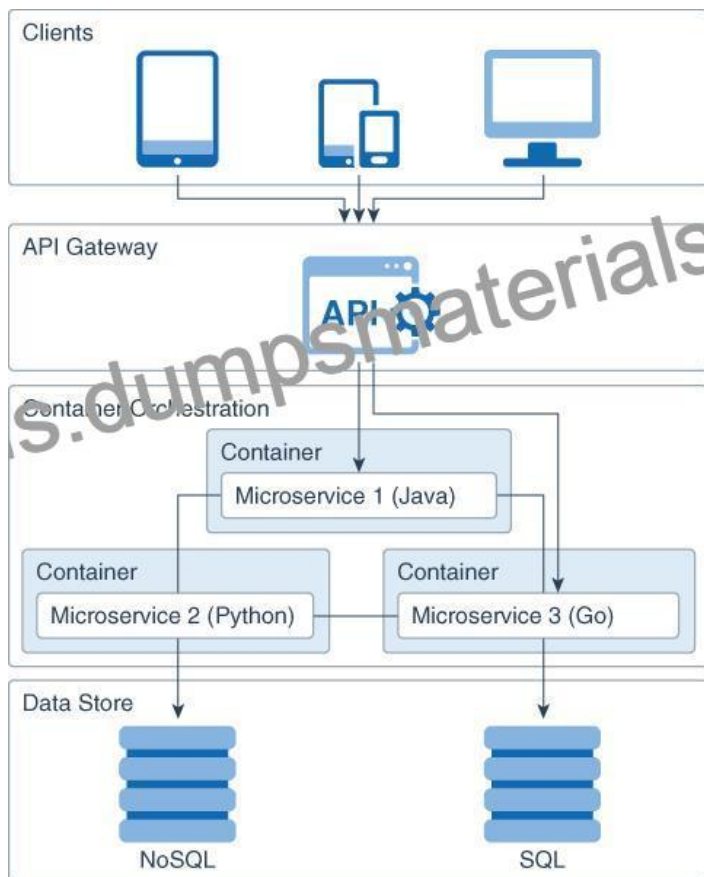 Clients
API Gateway
API
s.dumpsmaterials
Container Orchestration
Container
Microservice 1 (Java)
Container
Microservice 2 (Python)
Container
Microservice 3 (Go)
Data Store
NoSQL
SQL